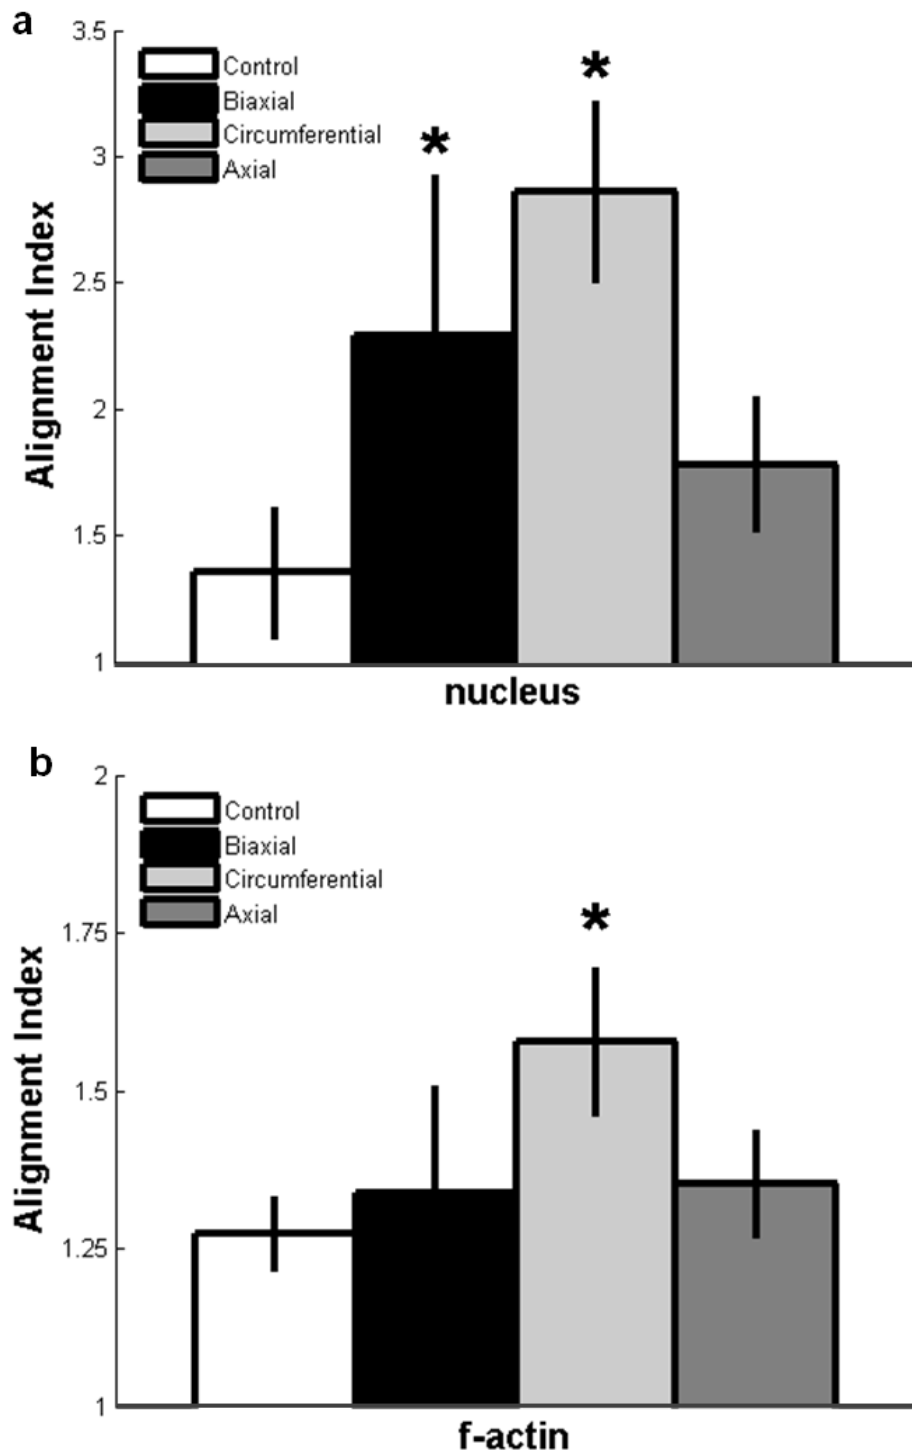 a
3.5
3
2.5
2
1.5
1
Alignment Index
Control
Biaxial
Circumferential
Axial
*
*
nucleus
b
2
1.75
1.5
1.25
1
Alignment Index
Control
Biaxial
Circumferential
Axial
*
f-actin